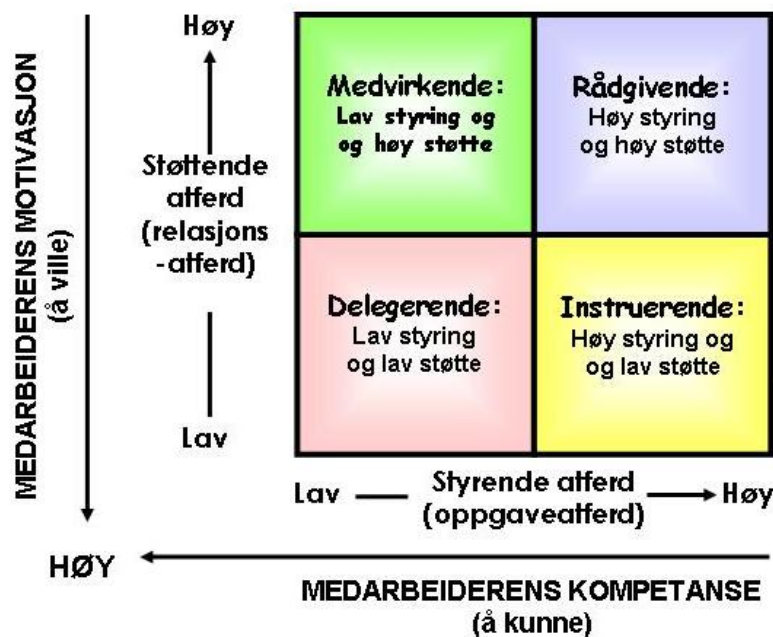 MEDARBEIDERENS MOTIVASJON
(å ville)
Høy
Støttende
atferd
(relasjons
-atferd)
Lav
Medvirkende:
Lav styring og
og høy støtte
Rådgivende:
Høy styring
og høy støtte
Delegerende:
Lav styring
og lav støtte
Instruerende:
Høy styring og
og lav støtte
Lav
Styrende atferd
(oppgaveatferd)
Høy
HØY
MEDARBEIDERENS KOMPETANSE
(å kunne)